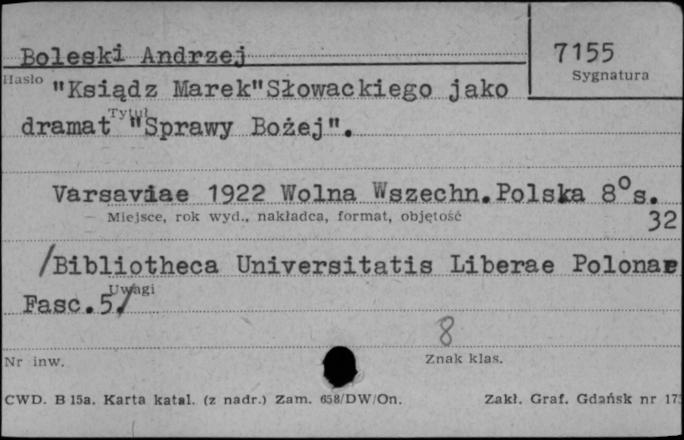 Boleski Andrzej
7155
Hasło
Sygnatura
"Ksiądz Marek"Słowackiego jako
Tytuł
dramat "Sprawy Bożej".
Varsaviae 1922 Wolna Wszechn.Polska 8°s.
Miejsce, rok wyd., nakładca, format, objętość
32
/Bibliotheca Universitatis Liberae Polonae
Uwagi
Fasc.5/
8
Nr inw.
Znak klas.
CWD. B 15a. Karta katal. (z nadr.) Zam. 658/DW/On.
Zakł. Graf. Gdańsk nr